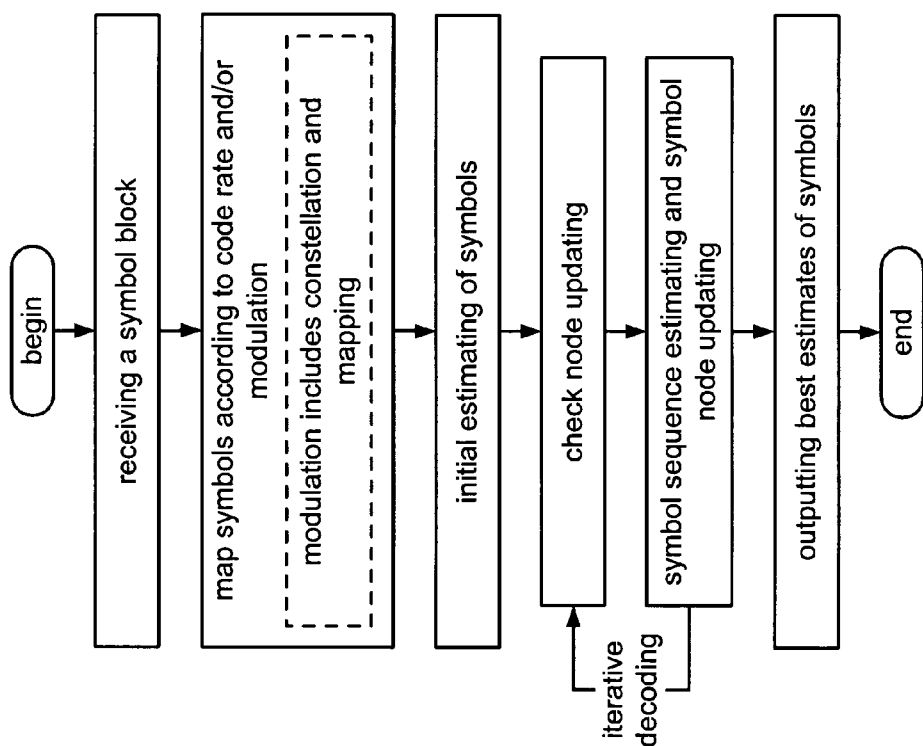 begin
receiving a symbol block
map symbols according to code rate and/or
modulation
modulation includes constellation and
mapping
initial estimating of symbols
check node updating
symbol sequence estimating and symbol
node updating
iterative
decoding
outputting best estimates of symbols
end